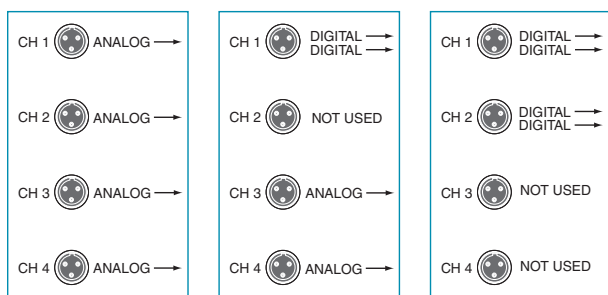 CH 1 ANALOG
CH 2 ANALOG
CH 3 ANALOG
CH 4 ANALOG
CH 1 DIGITAL
DIGITAL
CH 2 NOT USED
CH 3 ANALOG
CH 4 ANALOG
CH 1 DIGITAL
DIGITAL
CH 2 DIGITAL
DIGITAL
CH 3 NOT USED
CH 4 NOT USED